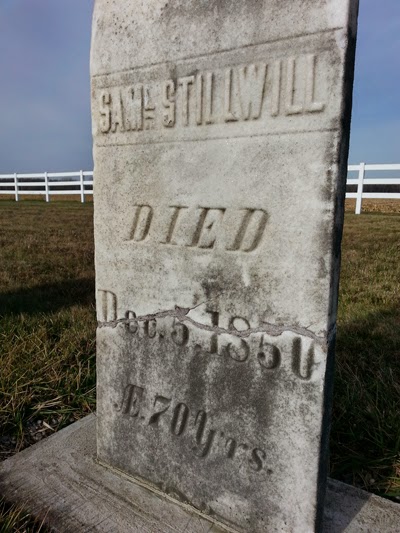 SAML STILLWILL
DIED
Dec. 5, 1850
Æ. 70 Yrs.